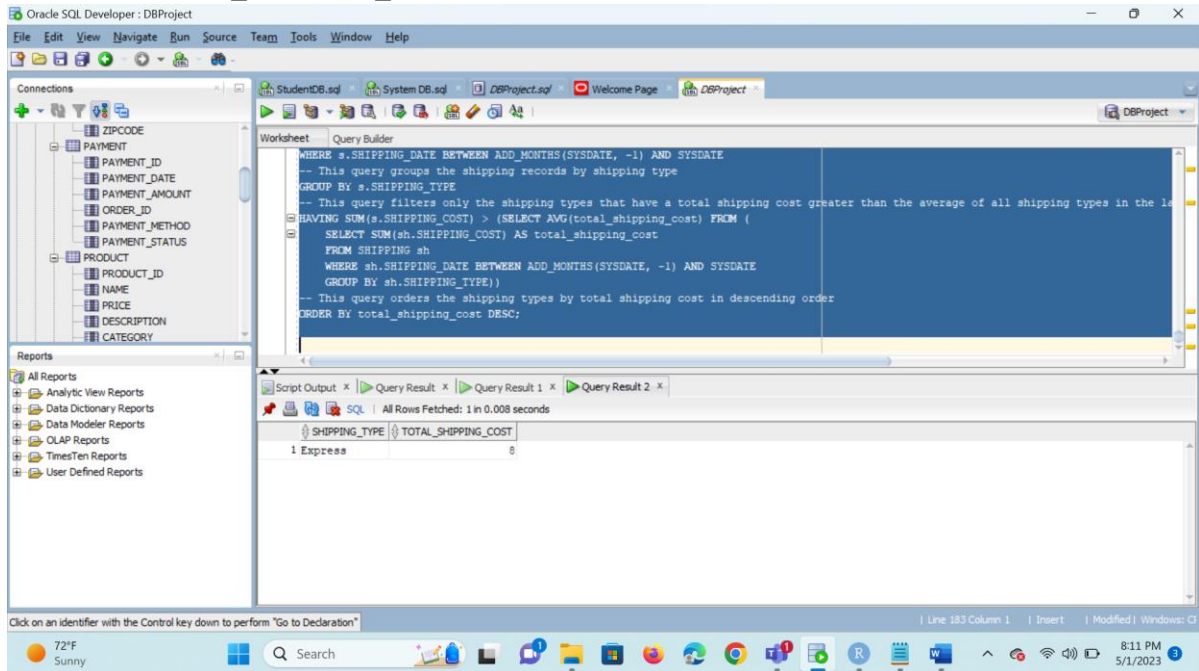 Oracle SQL Developer : DBProject
File Edit View Navigate Run Source Team Tools Window Help
Connections
StudentDB.sql
System DB.sql
DBProject.sql
Welcome Page
DBProject
DBProject
ZIPCODE
PAYMENT
PAYMENT_ID
PAYMENT_DATE
PAYMENT_AMOUNT
ORDER_ID
PAYMENT_METHOD
PAYMENT_STATUS
PRODUCT
PRODUCT_ID
NAME
PRICE
DESCRIPTION
CATEGORY
Worksheet Query Builder
WHERE s.SHIPPING_DATE BETWEEN ADD_MONTHS(SYSDATE, -1) AND SYSDATE
-- This query groups the shipping records by shipping type
GROUP BY s.SHIPPING_TYPE
-- This query filters only the shipping types that have a total shipping cost greater than the average of all shipping types in the la
HAVING SUM(s.SHIPPING_COST) > (SELECT AVG(total_shipping_cost) FROM (
SELECT SUM(sh.SHIPPING_COST) AS total_shipping_cost
FROM SHIPPING sh
WHERE sh.SHIPPING_DATE BETWEEN ADD_MONTHS(SYSDATE, -1) AND SYSDATE
GROUP BY sh.SHIPPING_TYPE))
-- This query orders the shipping types by total shipping cost in descending order
ORDER BY total_shipping_cost DESC;
Reports
All Reports
Analytic View Reports
Data Dictionary Reports
Data Modeler Reports
OLAP Reports
TimesTen Reports
User Defined Reports
Script Output Query Result Query Result 1 Query Result 2
SQL | All Rows Fetched: 1 in 0.008 seconds
SHIPPING_TYPE TOTAL_SHIPPING_COST
1 Express 8
Click on an identifier with the Control key down to perform "Go to Declaration"
Line 183 Column 1 | Insert | Modified | Windows: C
72°F
Sunny
Search
8:11 PM
5/1/2023
3